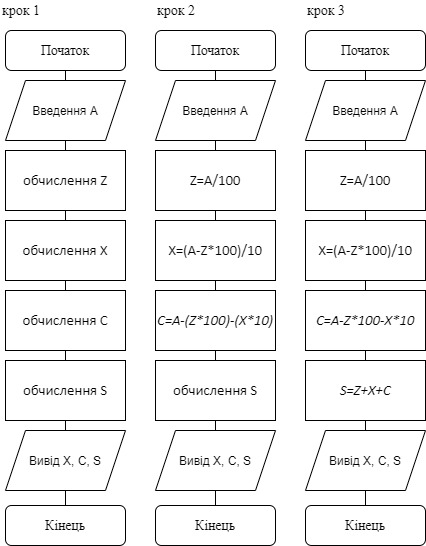 крок 1
Початок
Введення А
обчислення Z
обчислення X
обчислення C
обчислення S
Вивід X, C, S
Кінець
крок 2
Початок
Введення А
Z=A/100
X=(A-Z*100)/10
C=A-(Z*100)-(X*10)
обчислення S
Вивід X, C, S
Кінець
крок 3
Початок
Введення А
Z=A/100
X=(A-Z*100)/10
C=A-Z*100-X*10
S=Z+X+C
Вивід X, C, S
Кінець